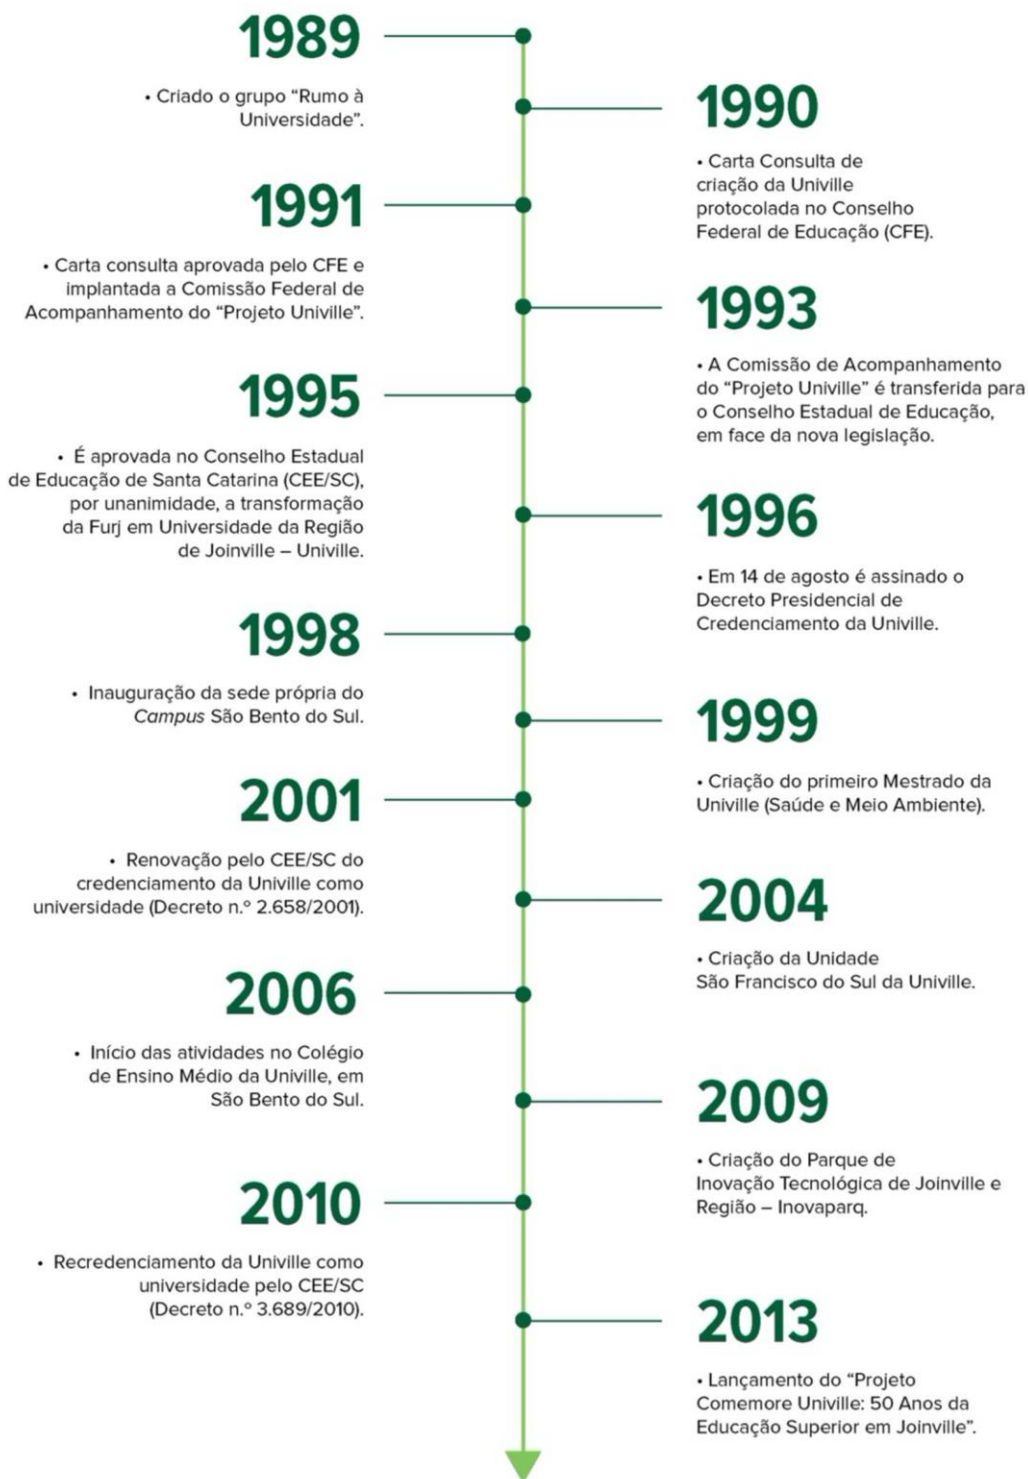 1989
• Criado o grupo “Rumo à
Universidade”.
1990
• Carta Consulta de
criação da Univille
protocolada no Conselho
Federal de Educação (CFE).
1991
• Carta consulta aprovada pelo CFE e
implantada a Comissão Federal de
Acompanhamento do “Projeto Univille”.
1993
• A Comissão de Acompanhamento
do “Projeto Univille” é transferida para
o Conselho Estadual de Educação,
em face da nova legislação.
1995
• É aprovada no Conselho Estadual
de Educação de Santa Catarina (CEE/SC),
por unanimidade, a transformação
da Furj em Universidade da Região
de Joinville – Univille.
1996
• Em 14 de agosto é assinado o
Decreto Presidencial de
Credenciamento da Univille.
1998
• Inauguração da sede própria do
Campus São Bento do Sul.
1999
• Criação do primeiro Mestrado da
Univille (Saúde e Meio Ambiente).
2001
• Renovação pelo CEE/SC do
credenciamento da Univille como
universidade (Decreto n.º 2.658/2001).
2004
• Criação da Unidade
São Francisco do Sul da Univille.
2006
• Início das atividades no Colégio
de Ensino Médio da Univille, em
São Bento do Sul.
2009
• Criação do Parque de
Inovação Tecnológica de Joinville e
Região – Inovaparq.
2010
• Recredenciamento da Univille como
universidade pelo CEE/SC
(Decreto n.º 3.689/2010).
2013
• Lançamento do “Projeto
Comemore Univille: 50 Anos da
Educação Superior em Joinville”.